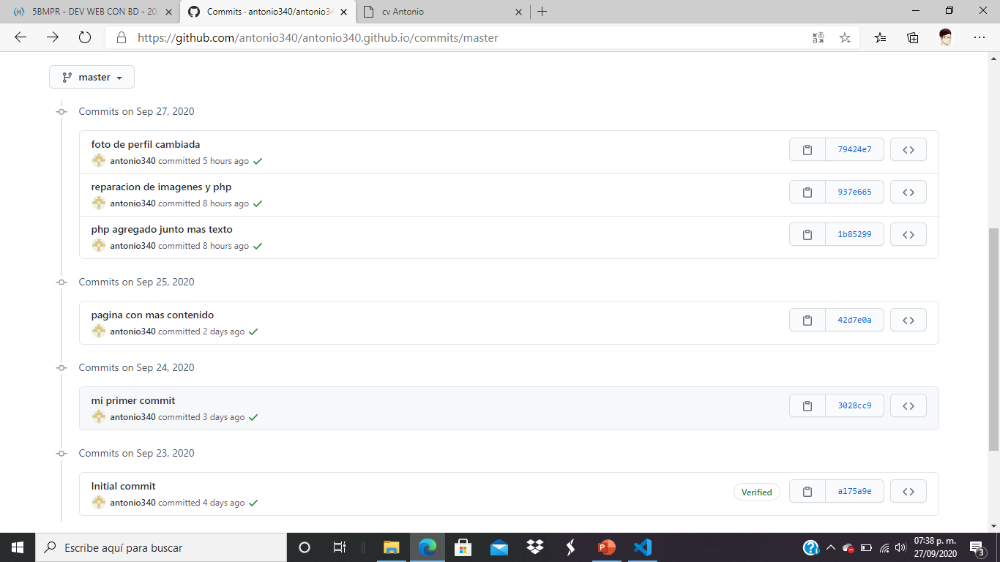 5BMPR - DEV WEB CON BD - 20
Commits · antonio340/antonio34
cv Antonio
https://github.com/antonio340/antonio340.github.io/commits/master
master
Commits on Sep 27, 2020
foto de perfil cambiada
antonio340 committed 5 hours ago
79424e7
reparacion de imagenes y php
antonio340 committed 8 hours ago
937e665
php agregado junto mas texto
antonio340 committed 8 hours ago
1b85299
Commits on Sep 25, 2020
pagina con mas contenido
antonio340 committed 2 days ago
42d7e0a
Commits on Sep 24, 2020
mi primer commit
antonio340 committed 3 days ago
3028cc9
Commits on Sep 23, 2020
Initial commit
antonio340 committed 4 days ago
Verified
a175a9e
Escribe aquí para buscar
07:38 p. m.
27/09/2020
3